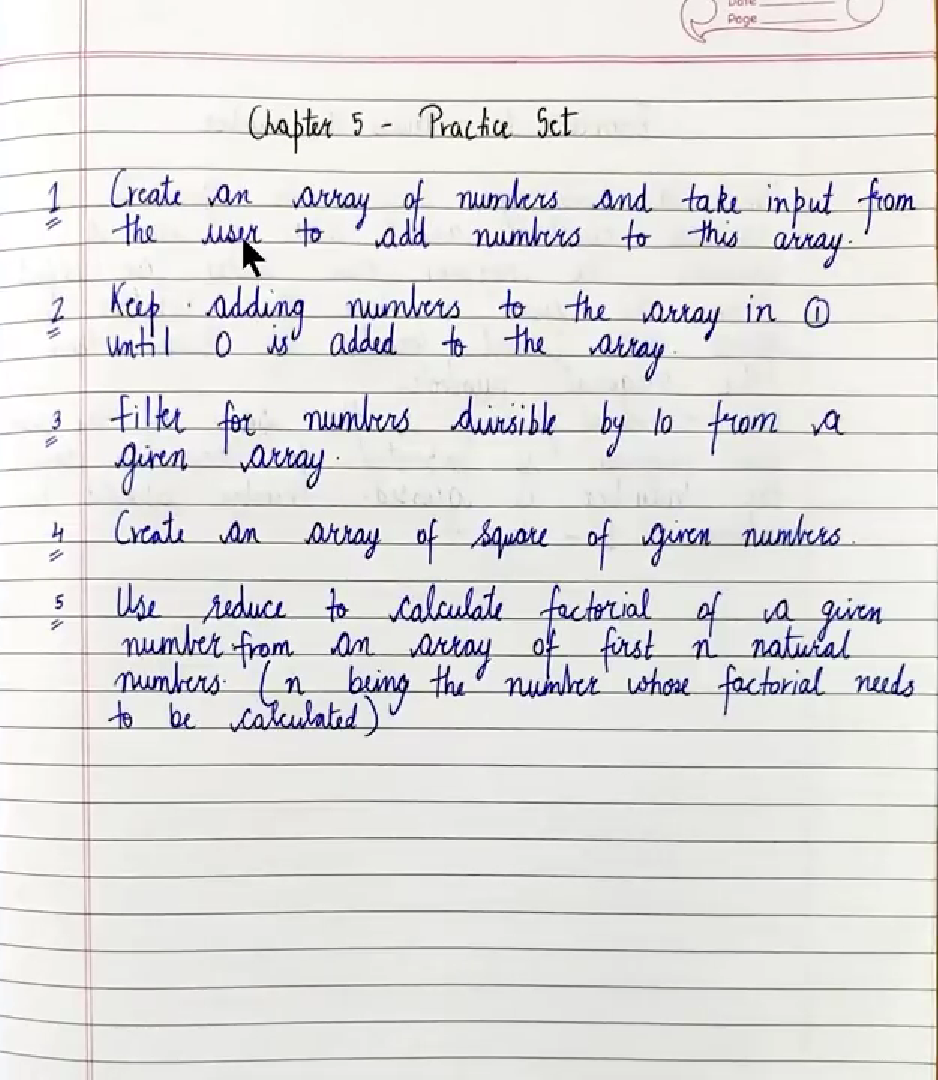 Date
Page
Chapter 5 - Practice Set
1 Create an array of numbers and take input from
the user to add numbers to this array.
2 Keep adding numbers to the array in ①
until 0 is added to the array.
3 filter for numbers divisible by 10 from a
given array.
4 Create an array of square of given numbers.
5 Use reduce to calculate factorial of a given
number from an array of first n natural
numbers. (n being the number whose factorial needs
to be calculated)